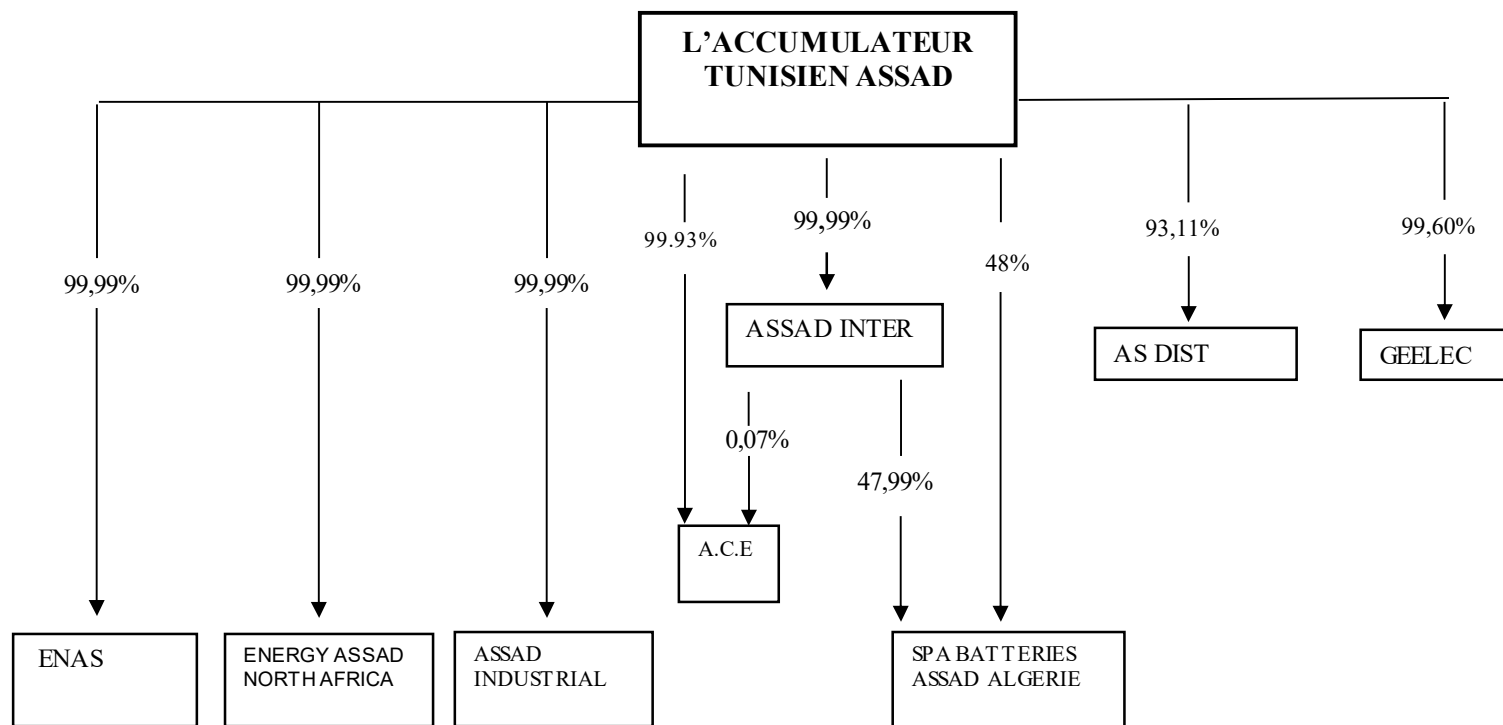 L’ACCUMULATEUR
TUNISIEN ASSAD
99,99%
99,99%
99,99%
99.93%
99,99%
48%
93,11%
99,60%
ASSAD INTER
AS DIST
GEELEC
0,07%
47,99%
A.C.E
ENAS
ENERGY ASSAD
NORTH AFRICA
ASSAD
INDUSTRIAL
SPA BATTERIES
ASSAD ALGERIE